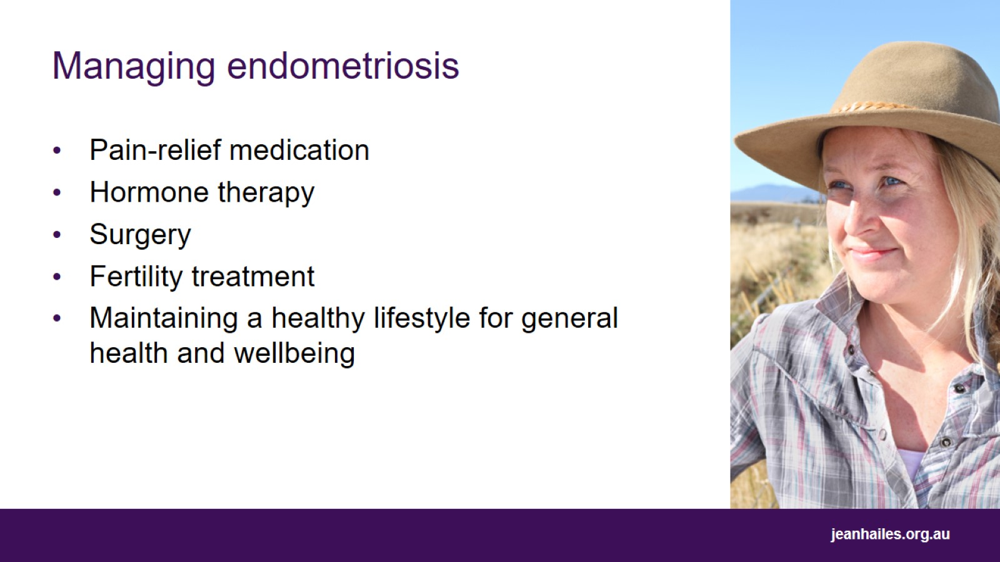 Managing endometriosis
• Pain-relief medication
• Hormone therapy
• Surgery
• Fertility treatment
• Maintaining a healthy lifestyle for general
health and wellbeing
jeanhailes.org.au